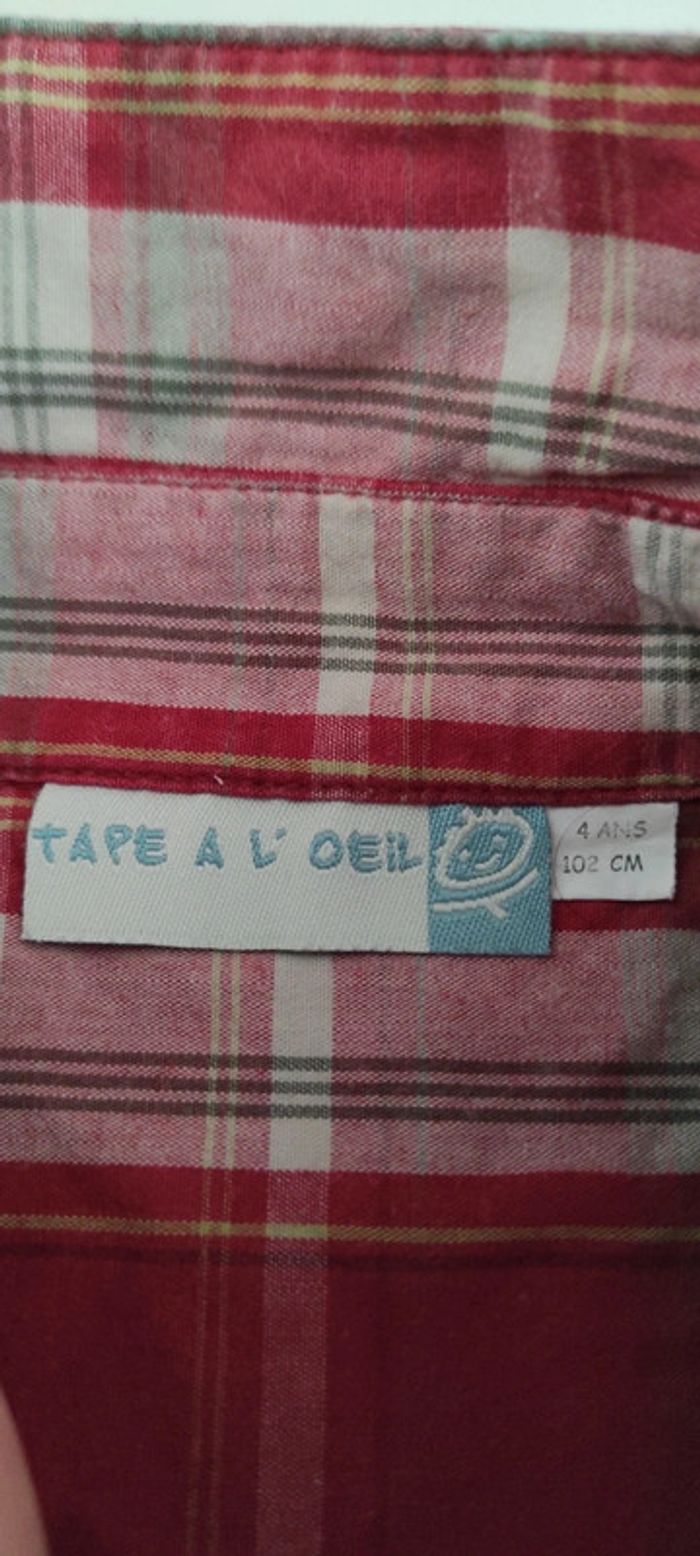 TAPE A L' OEIL
4 ANS
102 CM